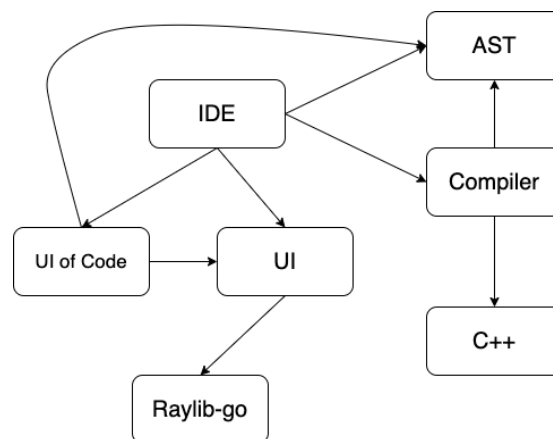 AST
IDE
Compiler
UI of Code
UI
C++
Raylib-go